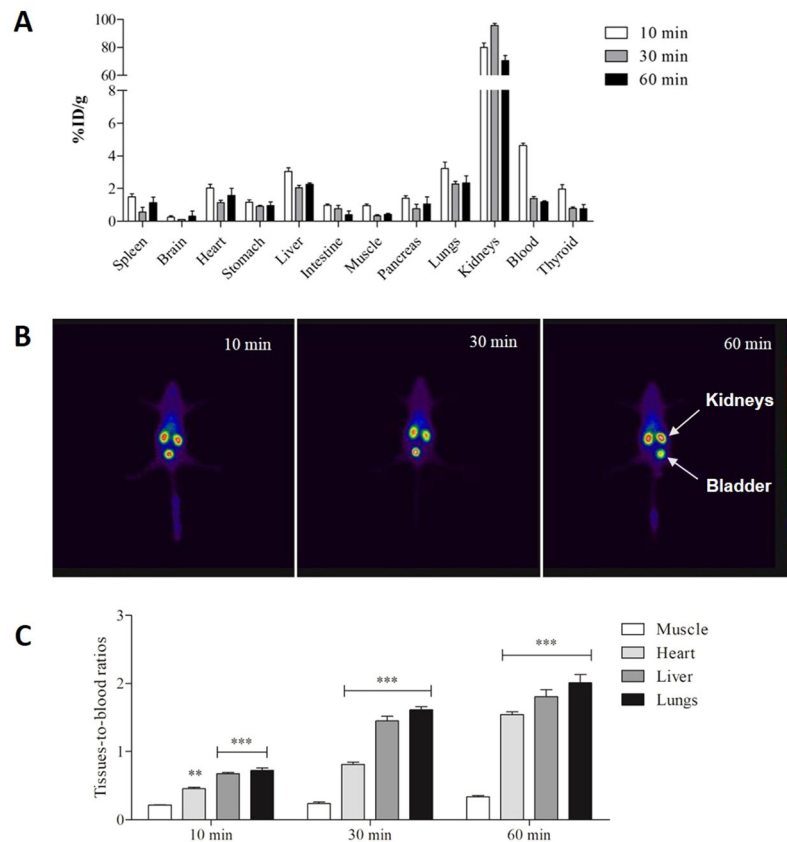 A
%ID/g
100
80
60
8
6
4
2
0
10 min
30 min
60 min
Spleen
Brain
Heart
Stomach
Liver
Intestine
Muscle
Pancreas
Lungs
Kidneys
Blood
Thyroid
B
10 min
30 min
60 min
Kidneys
Bladder
C
Tissues-to-blood ratios
3
2
1
0
**
***
***
***
Muscle
Heart
Liver
Lungs
10 min
30 min
60 min